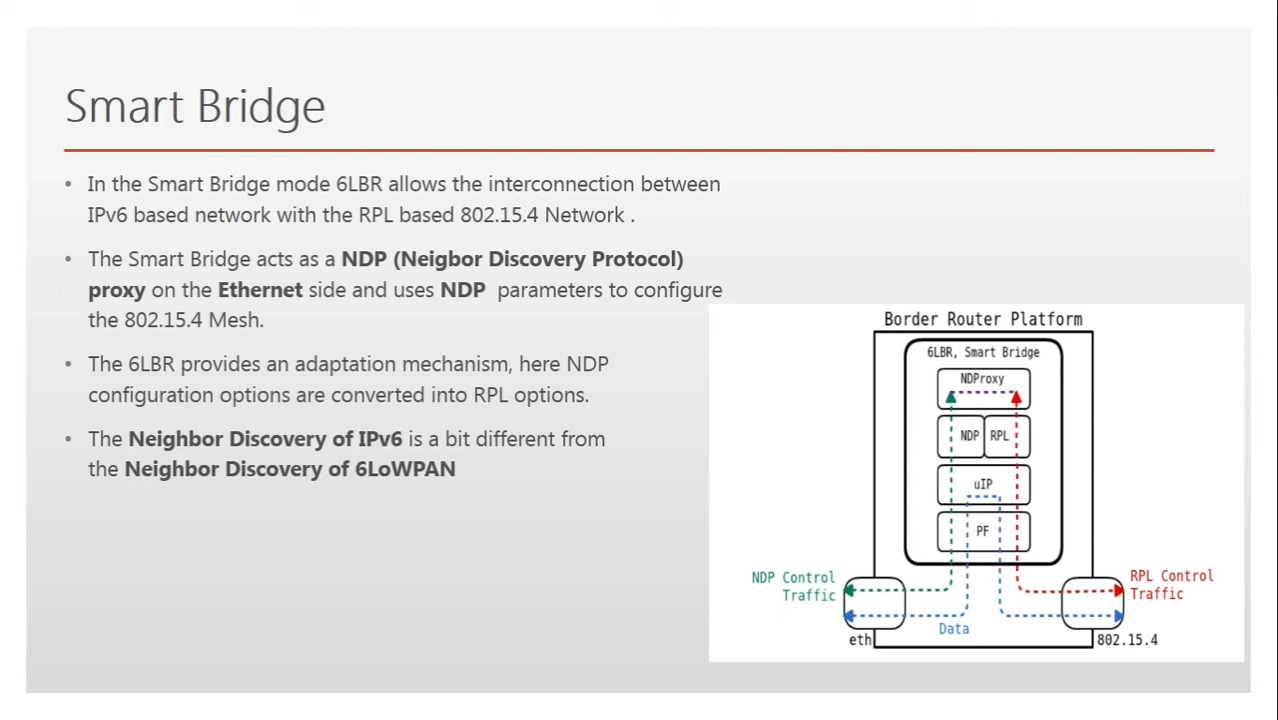 Smart Bridge
• In the Smart Bridge mode 6LBR allows the interconnection between
IPv6 based network with the RPL based 802.15.4 Network .
• The Smart Bridge acts as a NDP (Neigbor Discovery Protocol)
proxy on the Ethernet side and uses NDP parameters to configure
the 802.15.4 Mesh.
• The 6LBR provides an adaptation mechanism, here NDP
configuration options are converted into RPL options.
• The Neighbor Discovery of IPv6 is a bit different from
the Neighbor Discovery of 6LoWPAN
Border Router Platform
6LBR, Smart Bridge
NDProxy
NDP RPL
uIP
PF
NDP Control
Traffic
RPL Control
Traffic
Data
eth
802.15.4